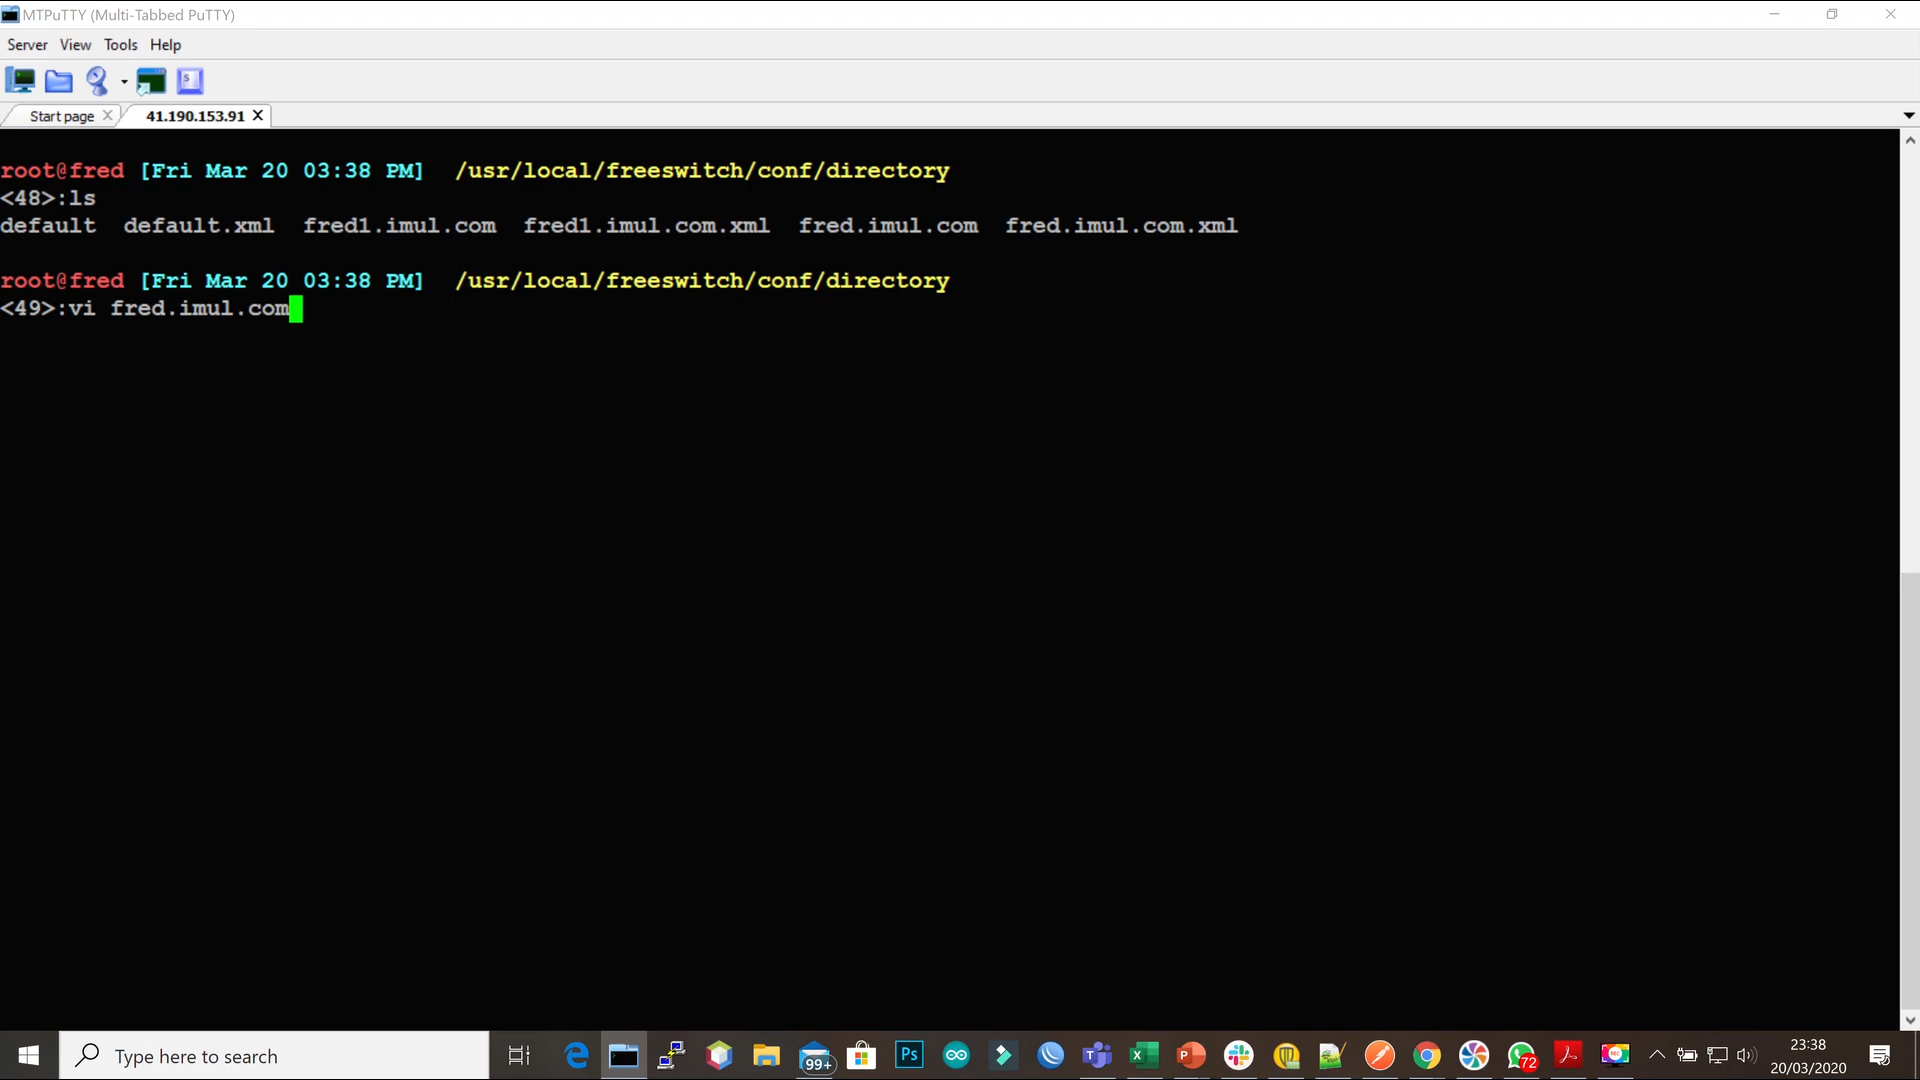 MTPuTTY (Multi-Tabbed PuTTY)
Server View Tools Help
Start page 41.190.153.91
root@fred [Fri Mar 20 03:38 PM] /usr/local/freeswitch/conf/directory
<48>:ls
default default.xml fred1.imul.com fred1.imul.com.xml fred.imul.com fred.imul.com.xml
root@fred [Fri Mar 20 03:38 PM] /usr/local/freeswitch/conf/directory
<49>:vi fred.imul.com
Type here to search
99+
Ps
72
REC
23:38
20/03/2020